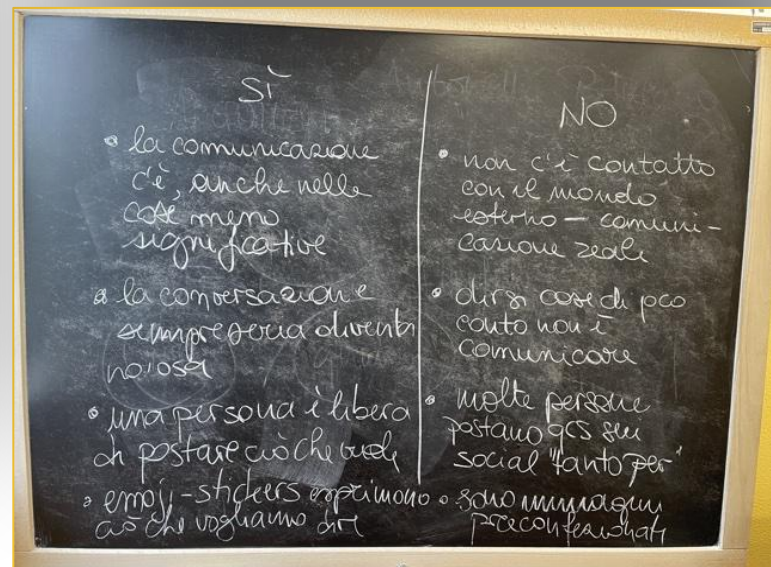 SÌ
• la comunicazione
c'è, anche nelle
cose meno
significative
• la conversazione
sempre seria diventa
noiosa
• una persona è libera
di postare ciò che vuole
• emoji - stickers esprimono
ciò che vogliamo dire
NO
• non c'è contatto
con il mondo
esterno – comuni-
cazione reale
• dirsi cose di poco
conto non è
comunicare
• molte persone
postano qcs sui
social "tanto per"
• sono immagini
preconfezionati